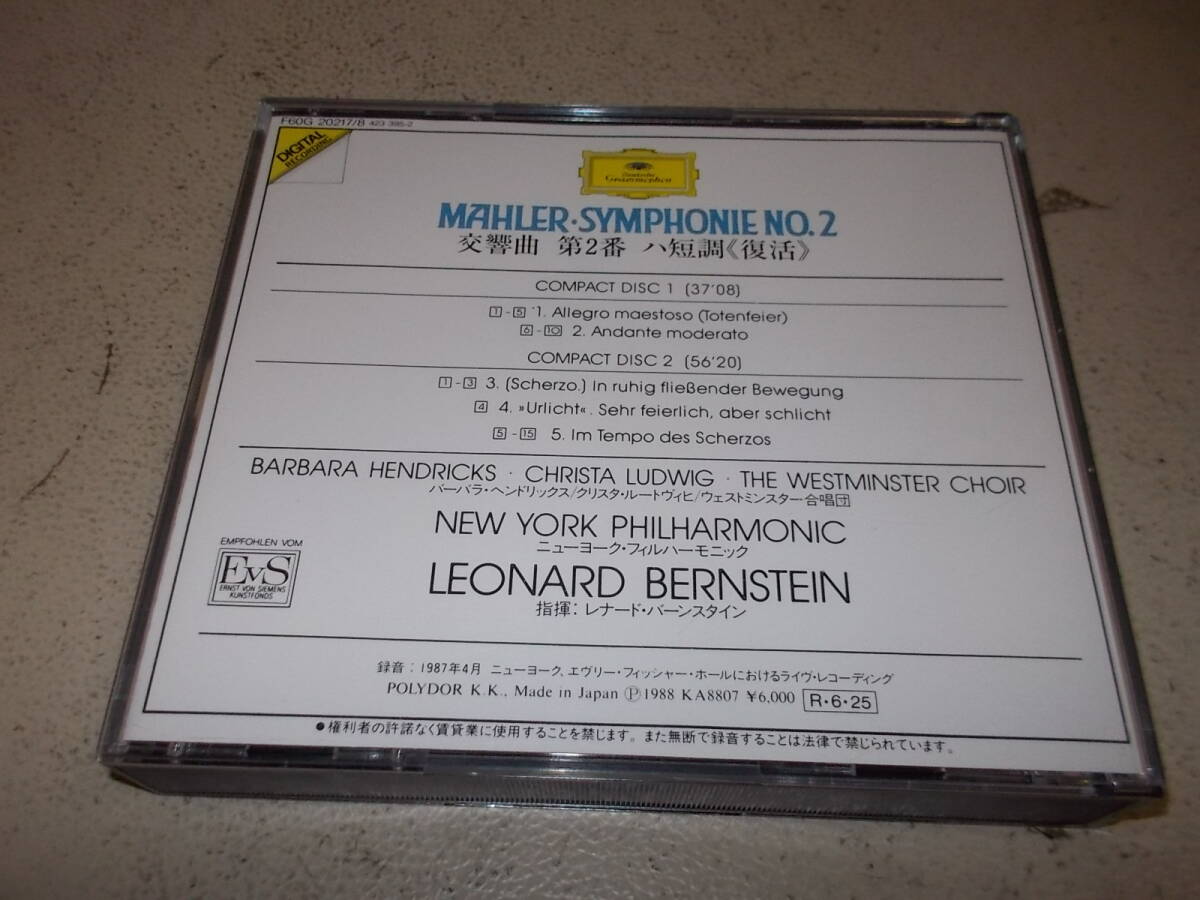 F60G 20217/8 423 395-2
DIGITAL
RECORDING
Deutsche
Grammophon
MAHLER·SYMPHONIE NO. 2
交響曲 第2番 ハ短調《復活》
COMPACT DISC 1 (37'08)
1 - 5 1. Allegro maestoso (Totenfeier)
6 - 10 2. Andante moderato
COMPACT DISC 2 (56'20)
1 - 3 3. (Scherzo.) In ruhig fließender Bewegung
4 4. »Urlicht«. Sehr feierlich, aber schlicht
5 - 15 5. Im Tempo des Scherzos
BARBARA HENDRICKS · CHRISTA LUDWIG · THE WESTMINSTER CHOIR
バーバラ・ヘンドリックス/クリスタ・ルートヴィヒ/ウェストミンスター合唱団
NEW YORK PHILHARMONIC
ニューヨーク・フィルハーモニック
EMPFOHLEN VOM
EvS
ERNST VON SIEMENS
KUNSTFONDS
LEONARD BERNSTEIN
指揮: レナード・バーンスタイン
録音:1987年4月 ニューヨーク、エヴリー・フィッシャー・ホールにおけるライヴ・レコーディング
POLYDOR K.K., Made in Japan Ⓟ1988 KA8807 ¥6,000 R・6・25
●権利者の許諾なく賃貸業に使用することを禁じます。また無断で録音することは法律で禁じられています。